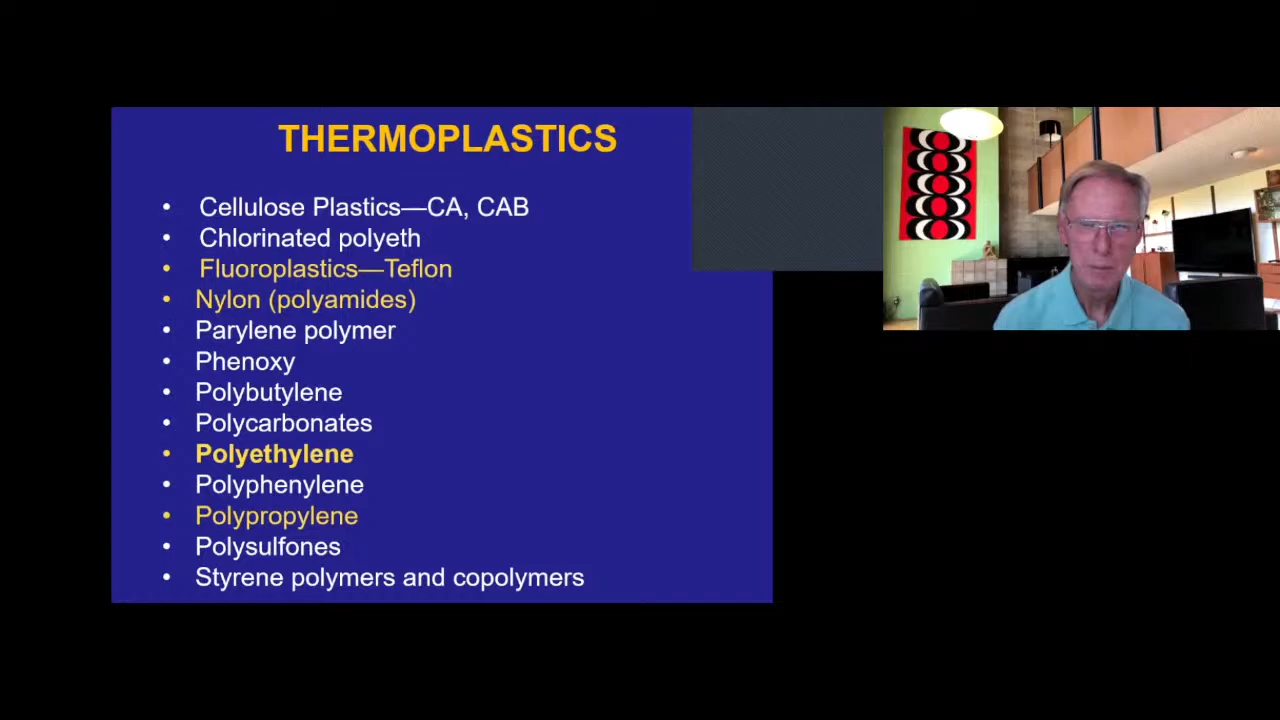 THERMOPLASTICS
• Cellulose Plastics—CA, CAB
• Chlorinated polyeth
• Fluoroplastics—Teflon
• Nylon (polyamides)
• Parylene polymer
• Phenoxy
• Polybutylene
• Polycarbonates
• Polyethylene
• Polyphenylene
• Polypropylene
• Polysulfones
• Styrene polymers and copolymers